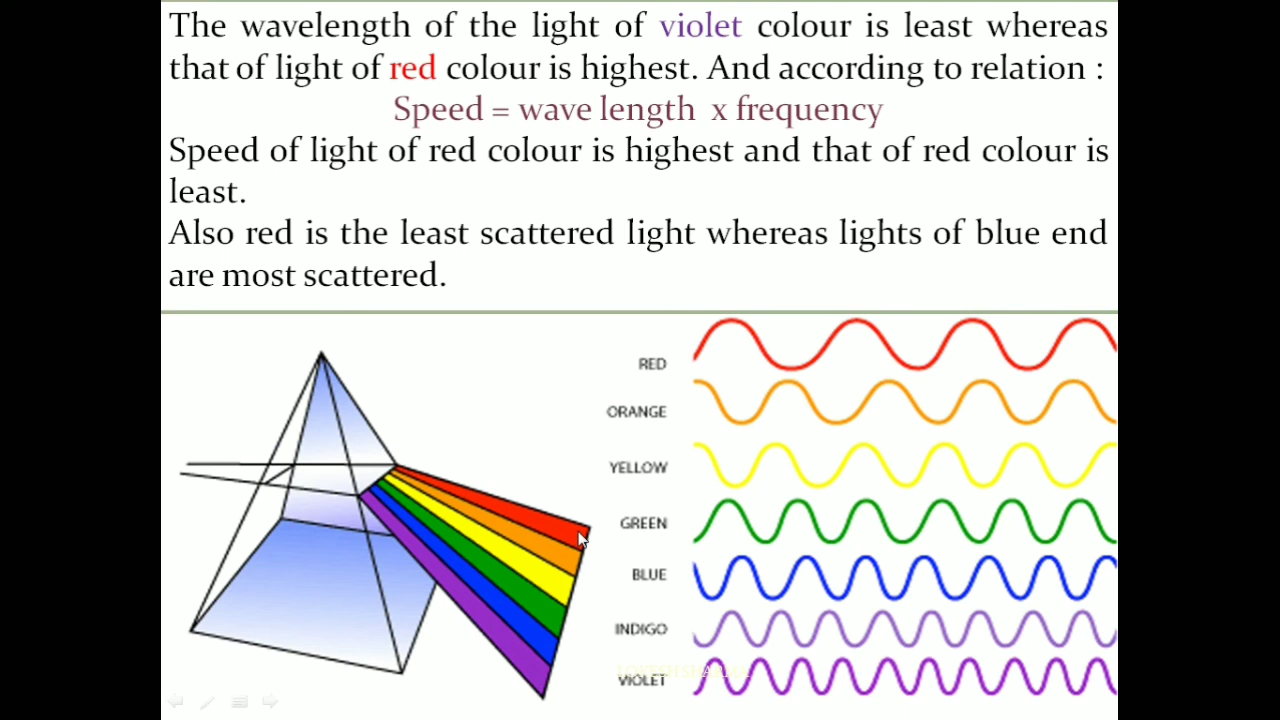 The wavelength of the light of violet colour is least whereas
that of light of red colour is highest. And according to relation :
Speed = wave length x frequency
Speed of light of red colour is highest and that of red colour is
least.
Also red is the least scattered light whereas lights of blue end
are most scattered.
RED
ORANGE
YELLOW
GREEN
BLUE
INDIGO
VIOLET